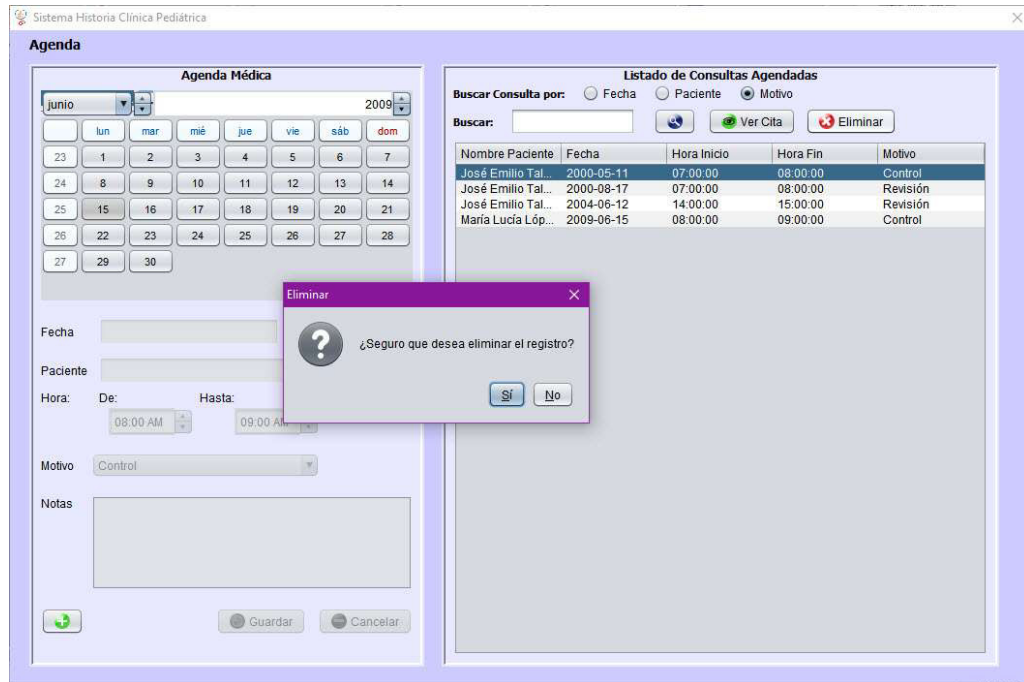 Sistema Historia Clínica Pediátrica
Agenda
Agenda Médica
junio 2009
lun mar mié jue vie sáb dom
23 1 2 3 4 5 6 7
24 8 9 10 11 12 13 14
25 15 16 17 18 19 20 21
26 22 23 24 25 26 27 28
27 29 30
Fecha
Paciente
Hora: De: Hasta:
08:00 AM 09:00 AM
Motivo Control
Notas
Guardar Cancelar
Listado de Consultas Agendadas
Buscar Consulta por: Fecha Paciente Motivo
Buscar: Ver Cita Eliminar
Nombre Paciente Fecha Hora Inicio Hora Fin Motivo
José Emilio Tal... 2000-05-11 07:00:00 08:00:00 Control
José Emilio Tal... 2000-08-17 07:00:00 08:00:00 Revisión
José Emilio Tal... 2004-06-12 14:00:00 15:00:00 Revisión
María Lucía Lóp... 2009-06-15 08:00:00 09:00:00 Control
Eliminar
¿Seguro que desea eliminar el registro?
Sí No